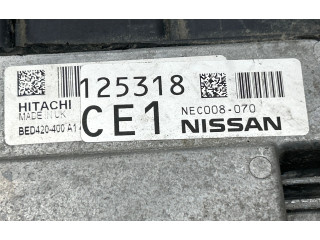 125318
HITACHI
MADE IN UK
BED420-400 A1
CE1
NEC008-070
NISSAN